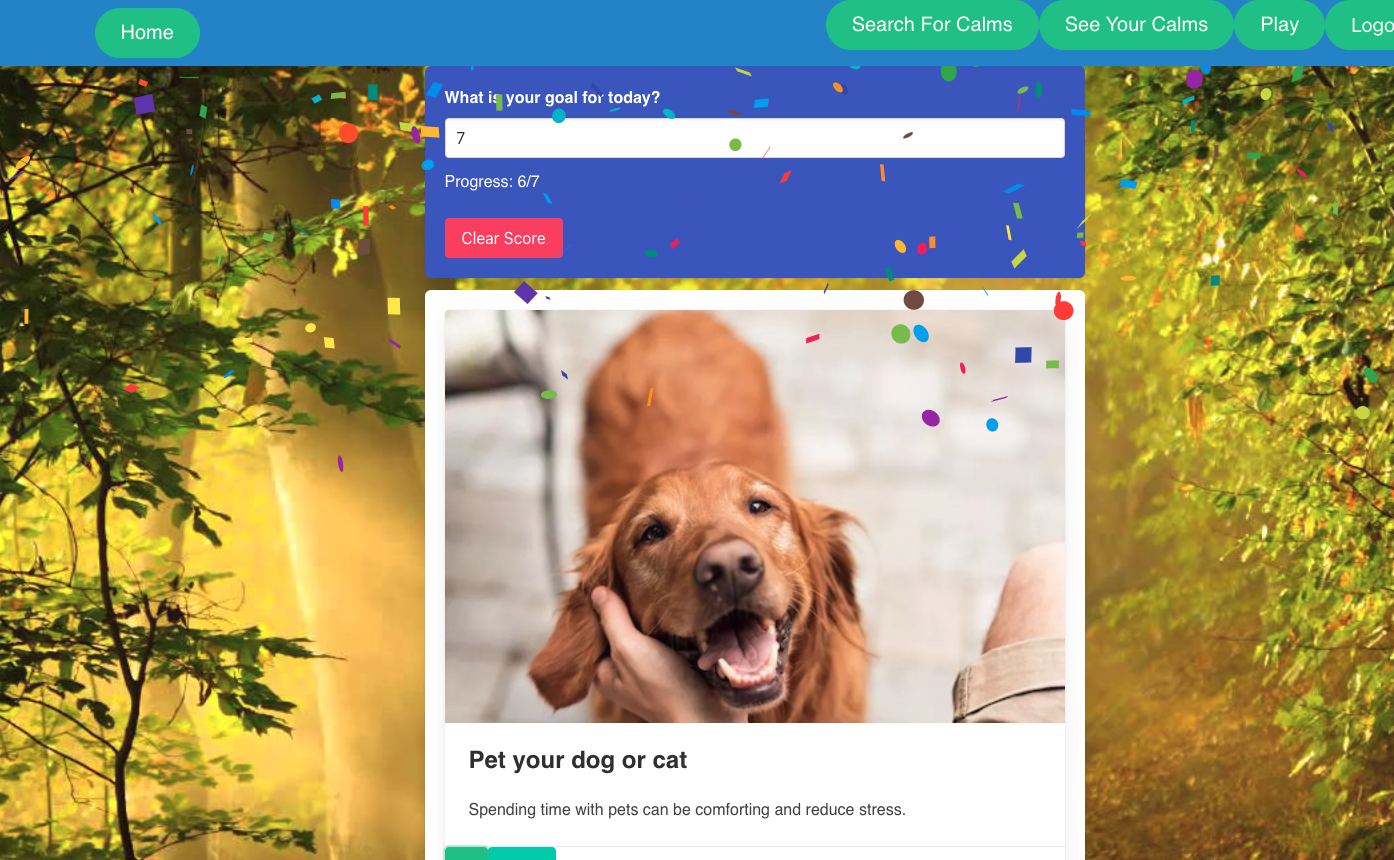 Home
Search For Calms
See Your Calms
Play
Logo
What is your goal for today?
7
Progress: 6/7
Clear Score
Pet your dog or cat
Spending time with pets can be comforting and reduce stress.